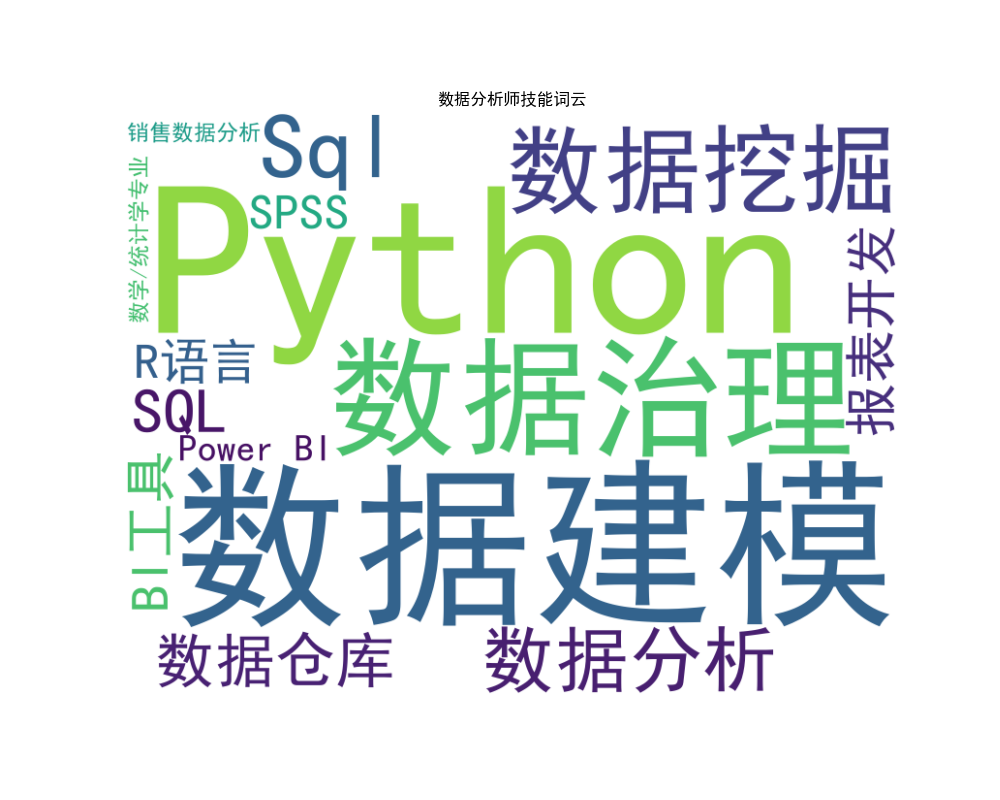 数据分析师技能词云
销售数据分析
Sql
数据挖掘
数学/统计学专业
SPSS
Python
报表开发
R语言
数据治理
SQL
Power BI
BI工具
数据建模
数据仓库
数据分析